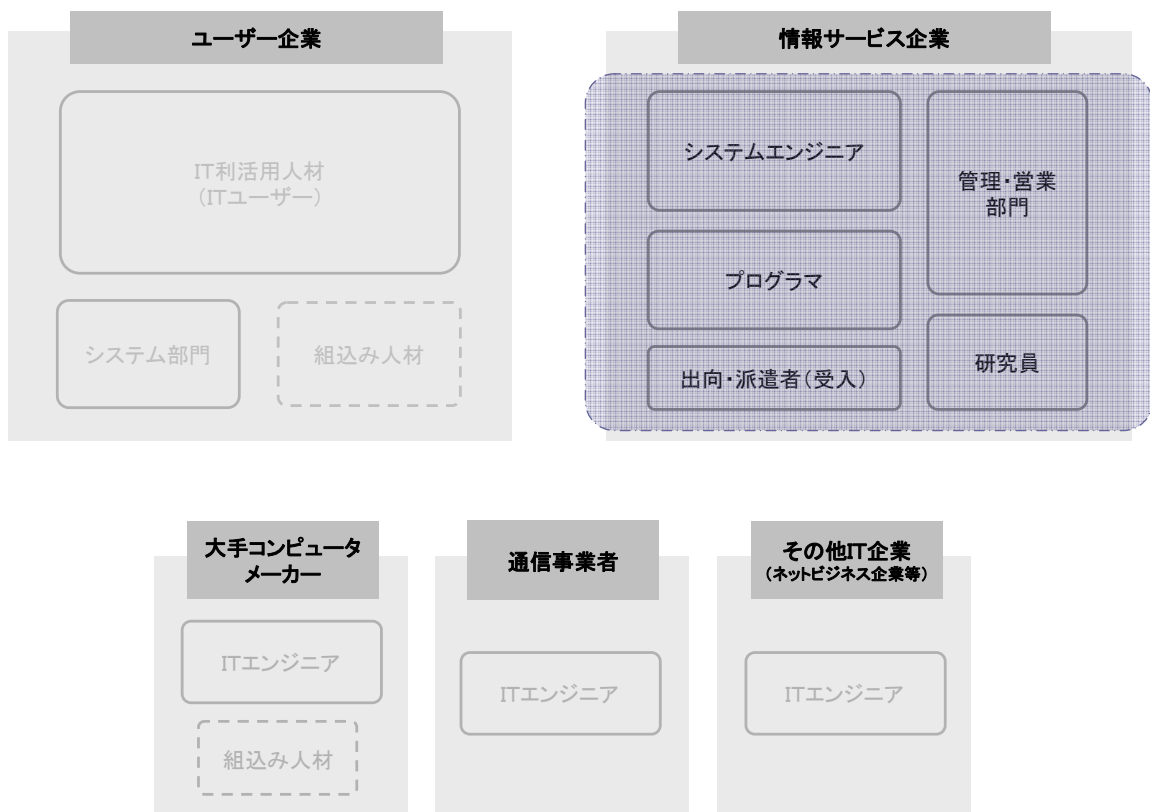 ユーザー企業
IT利活用人材
（ITユーザー）
システム部門
組込み人材
情報サービス企業
システムエンジニア
プログラマ
出向・派遣者（受入）
管理・営業
部門
研究員
大手コンピュータ
メーカー
ITエンジニア
組込み人材
通信事業者
ITエンジニア
その他IT企業
（ネットビジネス企業等）
ITエンジニア